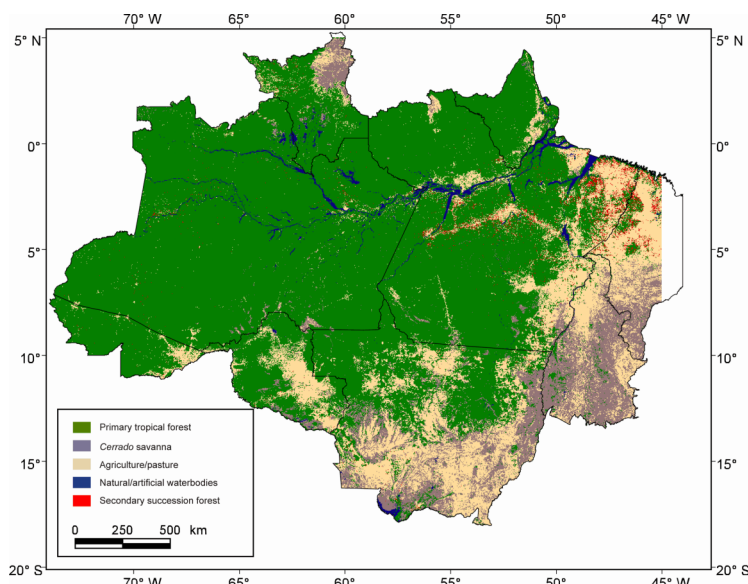 70° W 65° 60° 55° 50° 45° W
5° N 5° N
0° 0°
5° 5°
10° 10°
15° 15°
20° S 20° S
Primary tropical forest
Cerrado savanna
Agriculture/pasture
Natural/artificial waterbodies
Secondary succession forest
0 250 500 km
70° W 65° 60° 55° 50° 45° W